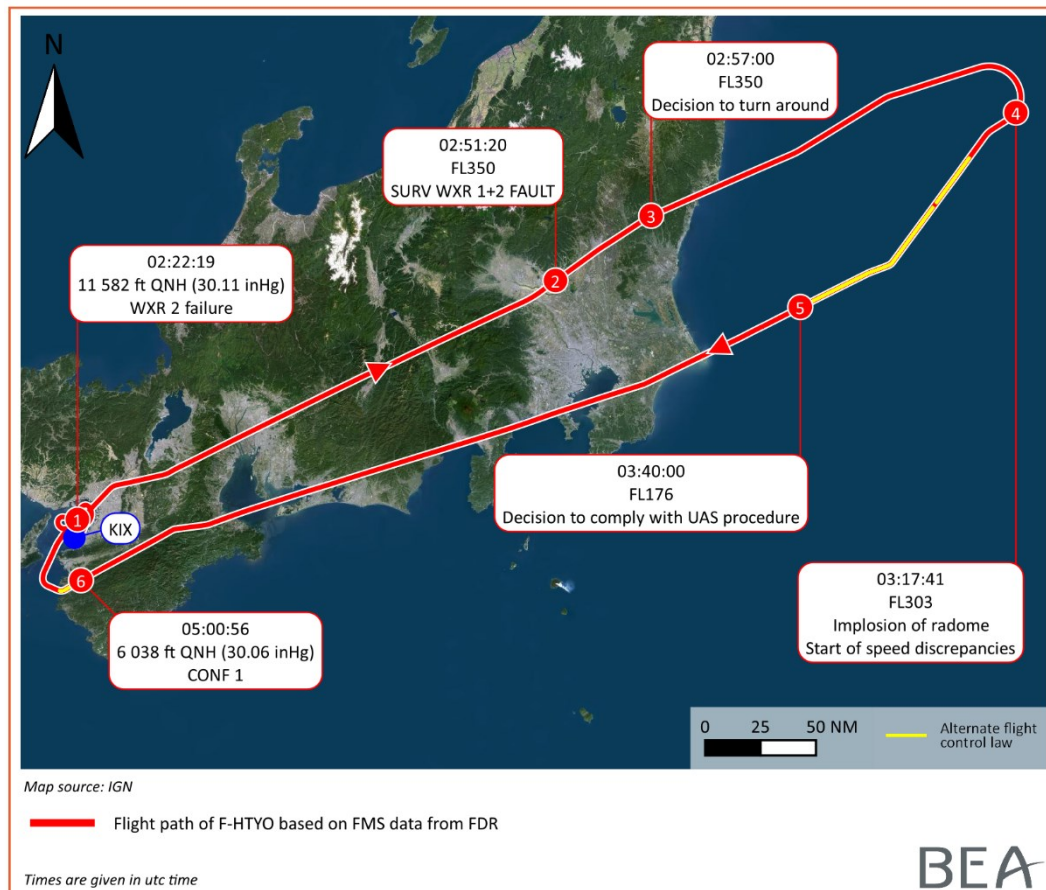 N
02:57:00
FL350
Decision to turn around
4
02:51:20
FL350
SURV WXR 1+2 FAULT
3
02:22:19
11 582 ft QNH (30.11 inHg)
WXR 2 failure
2
5
03:40:00
FL176
Decision to comply with UAS procedure
1
KIX
6
03:17:41
FL303
Implosion of radome
Start of speed discrepancies
05:00:56
6 038 ft QNH (30.06 inHg)
CONF 1
0 25 50 NM
Alternate flight
control law
Map source: IGN
Flight path of F-HTYO based on FMS data from FDR
Times are given in utc time
BEA